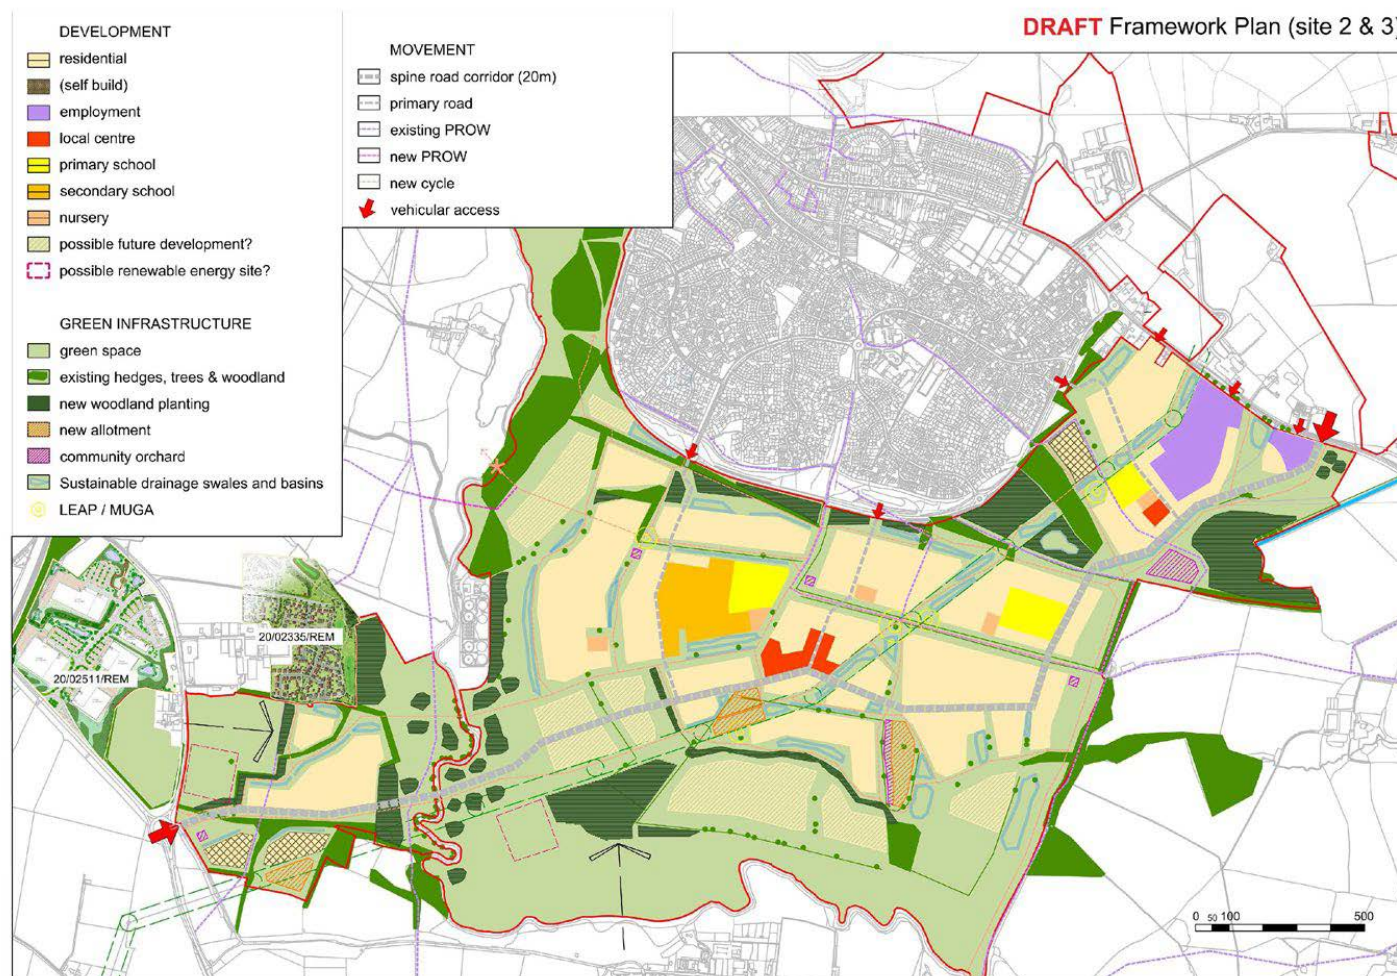 DRAFT Framework Plan (site 2 & 3)
DEVELOPMENT
residential
(self build)
employment
local centre
primary school
secondary school
nursery
possible future development?
possible renewable energy site?
GREEN INFRASTRUCTURE
green space
existing hedges, trees & woodland
new woodland planting
new allotment
community orchard
Sustainable drainage swales and basins
LEAP / MUGA
MOVEMENT
spine road corridor (20m)
primary road
existing PROW
new PROW
new cycle
vehicular access
20/02335/REM
20/02511/REM
0 50 100 500